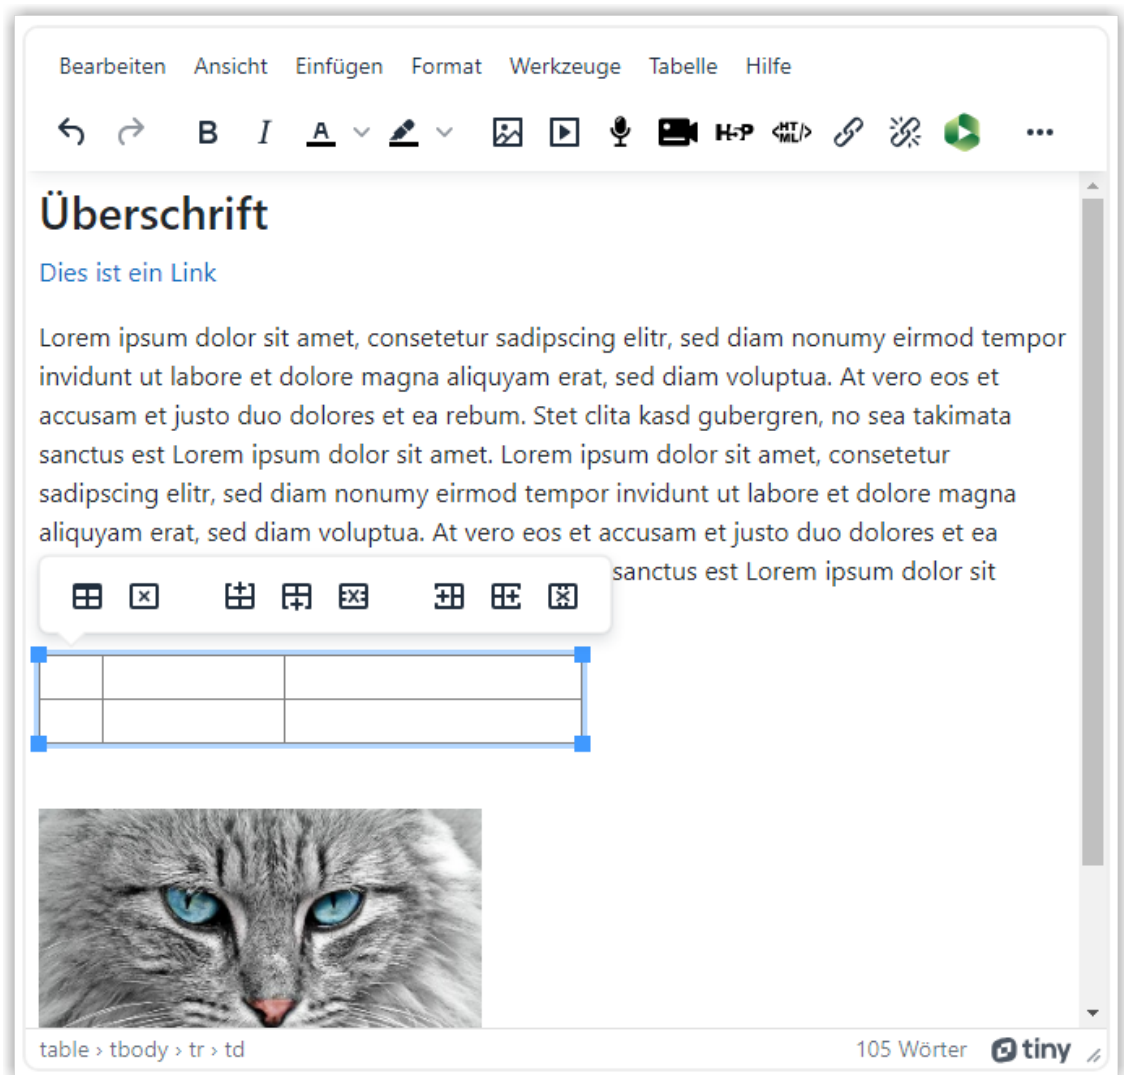 Bearbeiten Ansicht Einfügen Format Werkzeuge Tabelle Hilfe
B I A H5P <HTML/>
Überschrift
Dies ist ein Link
Lorem ipsum dolor sit amet, consetetur sadipscing elitr, sed diam nonumy eirmod tempor
invidunt ut labore et dolore magna aliquyam erat, sed diam voluptua. At vero eos et
accusam et justo duo dolores et ea rebum. Stet clita kasd gubergren, no sea takimata
sanctus est Lorem ipsum dolor sit amet. Lorem ipsum dolor sit amet, consetetur
sadipscing elitr, sed diam nonumy eirmod tempor invidunt ut labore et dolore magna
aliquyam erat, sed diam voluptua. At vero eos et accusam et justo duo dolores et ea
sanctus est Lorem ipsum dolor sit
table › tbody › tr › td 105 Wörter tiny